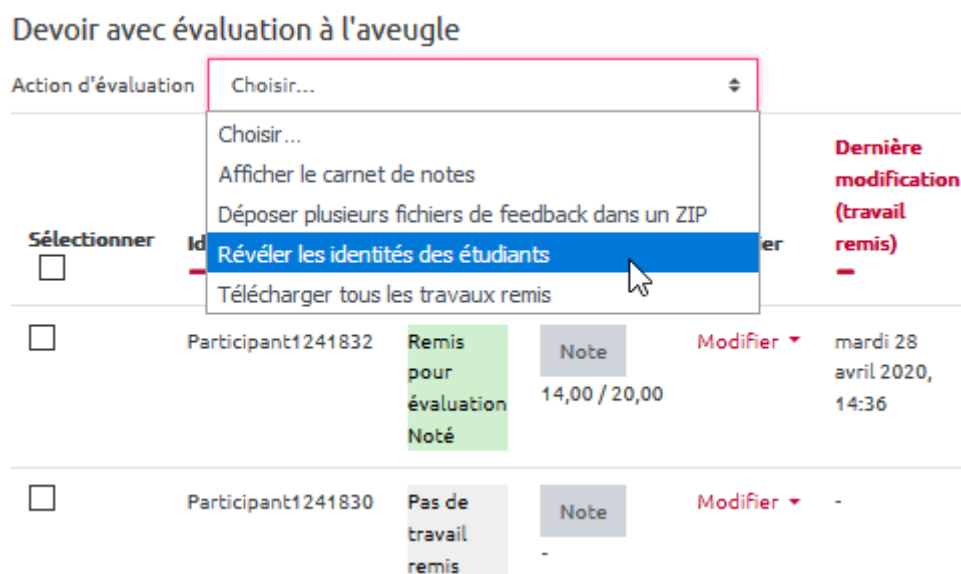 Devoir avec évaluation à l'aveugle
Action d'évaluation Choisir...
Choisir...
Afficher le carnet de notes
Déposer plusieurs fichiers de feedback dans un ZIP
Révéler les identités des étudiants
Télécharger tous les travaux remis
Sélectionner
Dernière
modification
(travail
remis)
Participant1241832
Remis
pour
évaluation
Noté
Note
14,00 / 20,00
Modifier
mardi 28
avril 2020,
14:36
Participant1241830
Pas de
travail
remis
Note
-
Modifier
-